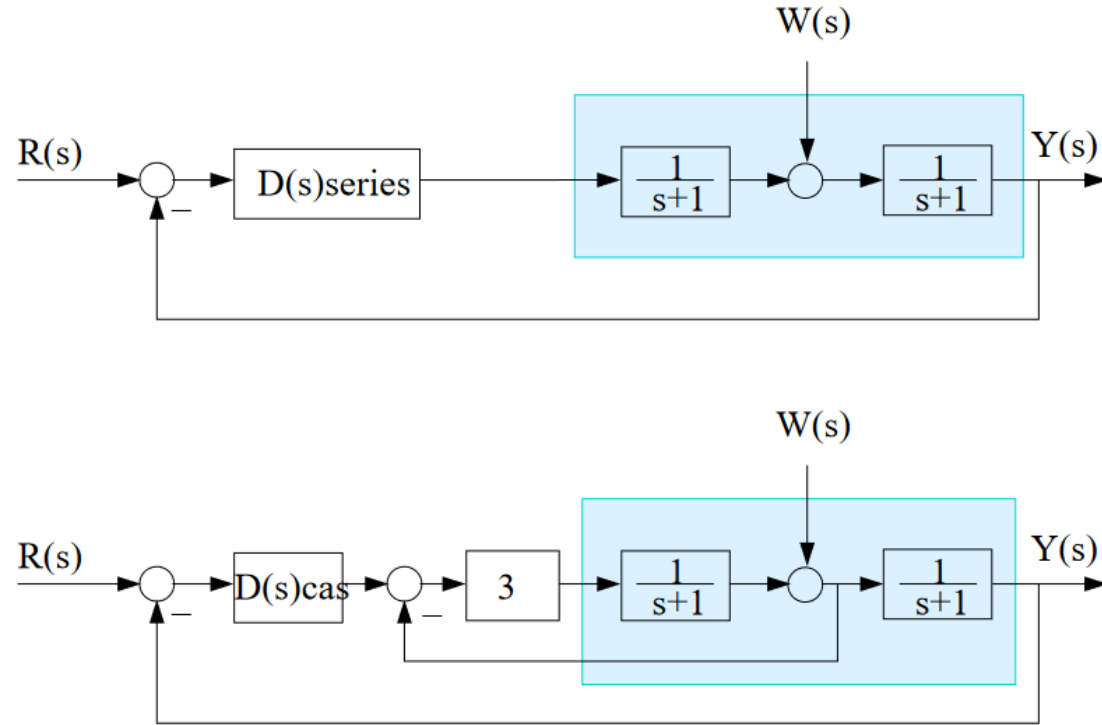 W(s)
R(s)
D(s)series
1
s+1
1
s+1
Y(s)
–
W(s)
R(s)
D(s)cas
3
1
s+1
1
s+1
Y(s)
–
–